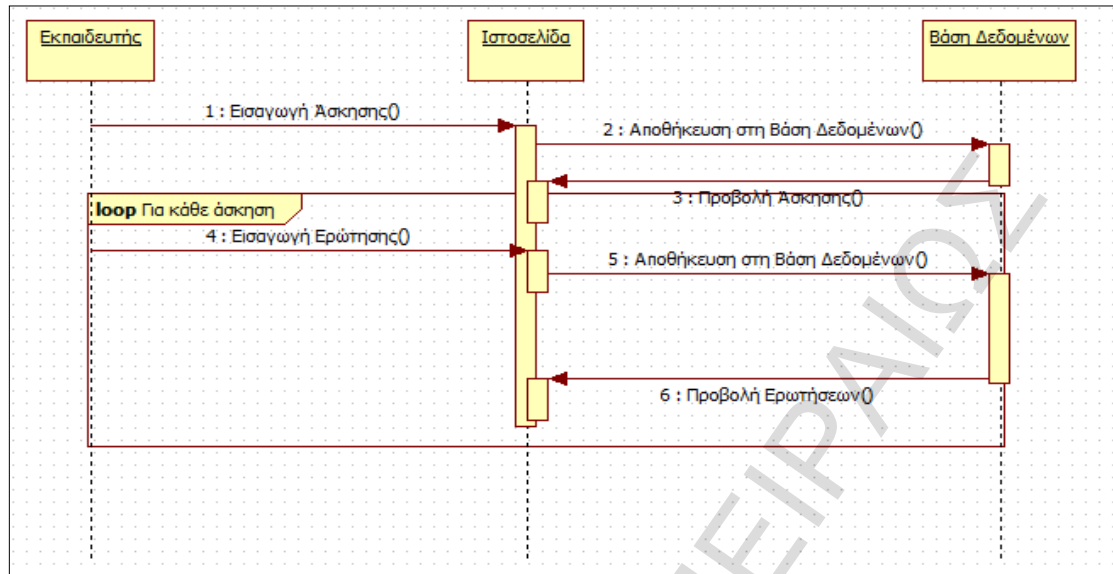 Εκπαιδευτής
Ιστοσελίδα
Βάση Δεδομένων
1 : Εισαγωγή Άσκησης()
2 : Αποθήκευση στη Βάση Δεδομένων()
3 : Προβολή Άσκησης()
loop Για κάθε άσκηση
4 : Εισαγωγή Ερώτησης()
5 : Αποθήκευση στη Βάση Δεδομένων()
6 : Προβολή Ερωτήσεων()
ΠΕΙΡΑΙΩΣ